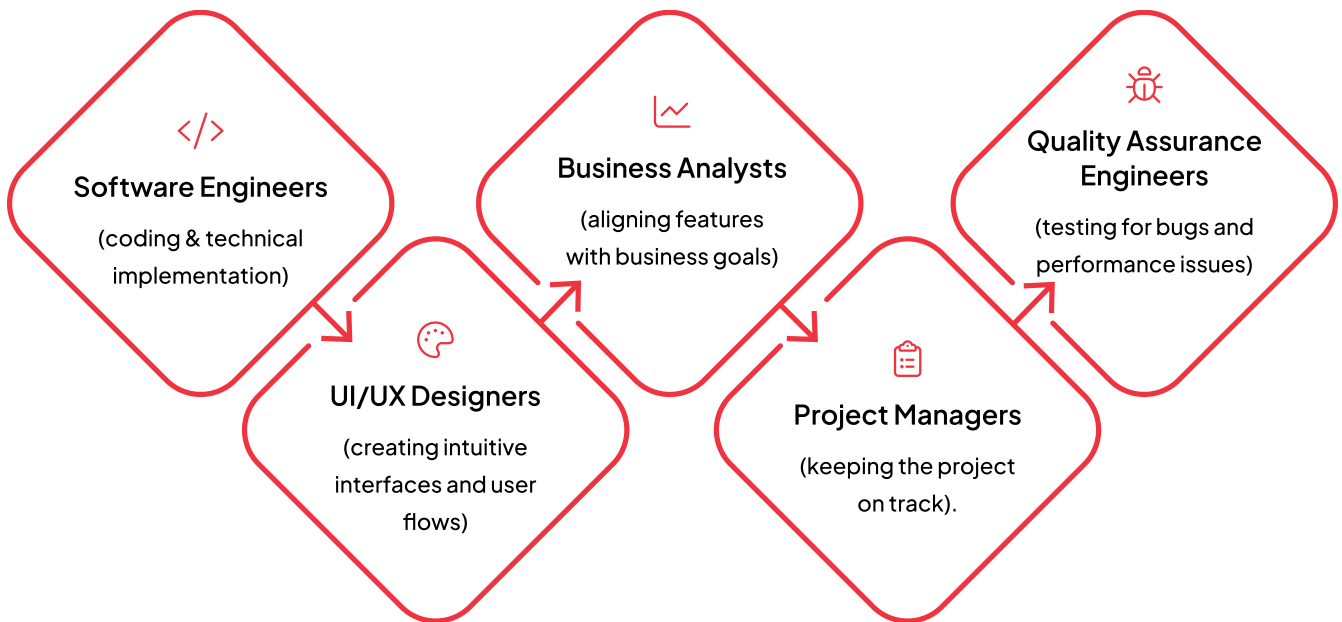 Software Engineers
(coding & technical
implementation)
UI/UX Designers
(creating intuitive
interfaces and user
flows)
Business Analysts
(aligning features
with business goals)
Project Managers
(keeping the project
on track).
Quality Assurance
Engineers
(testing for bugs and
performance issues)